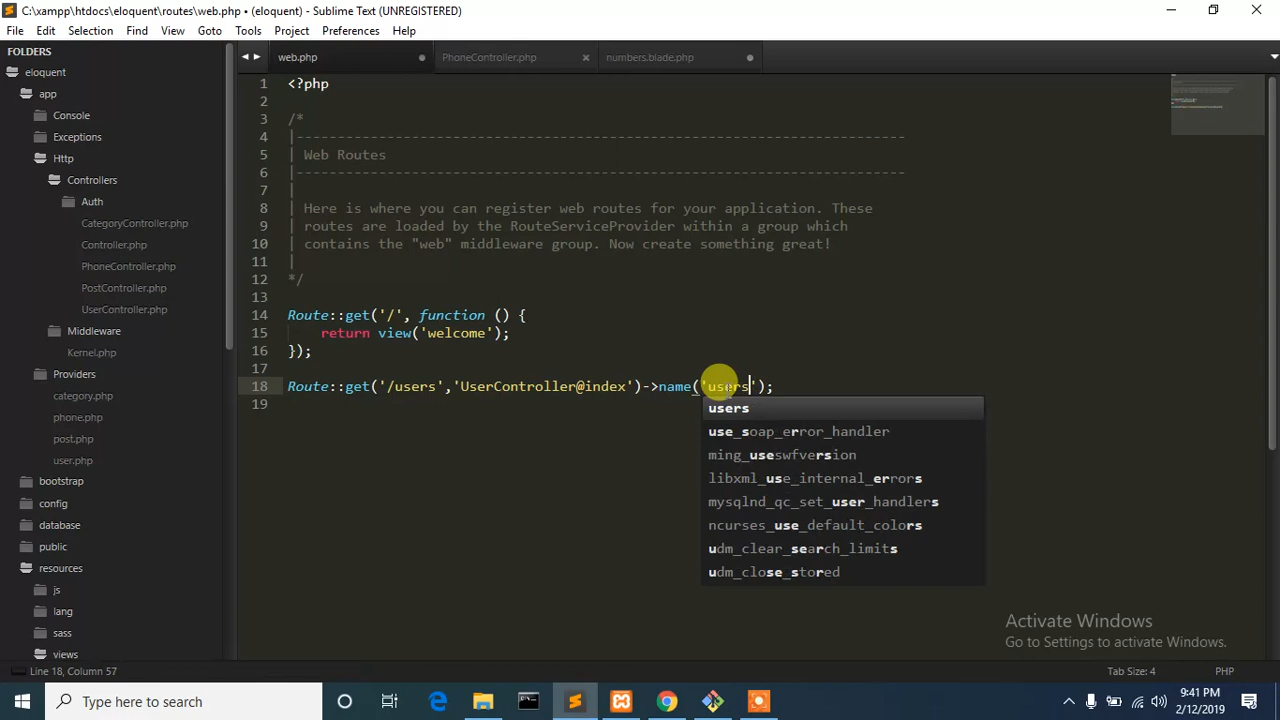 C:\xampp\htdocs\eloquent\routes\web.php • (eloquent) - Sublime Text (UNREGISTERED)
File Edit Selection Find View Goto Tools Project Preferences Help
FOLDERS
eloquent
app
Console
Exceptions
Http
Controllers
Auth
CategoryController.php
Controller.php
PhoneController.php
PostController.php
UserController.php
Middleware
Kernel.php
Providers
category.php
phone.php
post.php
user.php
bootstrap
config
database
public
resources
js
lang
sass
views
web.php PhoneController.php numbers.blade.php
1 <?php
2
3 /*
4 |--------------------------------------------------------------------------
5 | Web Routes
6 |--------------------------------------------------------------------------
7 |
8 | Here is where you can register web routes for your application. These
9 | routes are loaded by the RouteServiceProvider within a group which
10 | contains the "web" middleware group. Now create something great!
11 |
12 */
13
14 Route::get('/', function () {
15 return view('welcome');
16 });
17
18 Route::get('/users','UserController@index')->name('users');
19
users
use_soap_error_handler
ming_useswfversion
libxml_use_internal_errors
mysqlnd_qc_set_user_handlers
ncurses_use_default_colors
udm_clear_search_limits
udm_close_stored
Activate Windows
Go to Settings to activate Windows.
Line 18, Column 57 Tab Size: 4 PHP
Type here to search
9:41 PM
2/12/2019